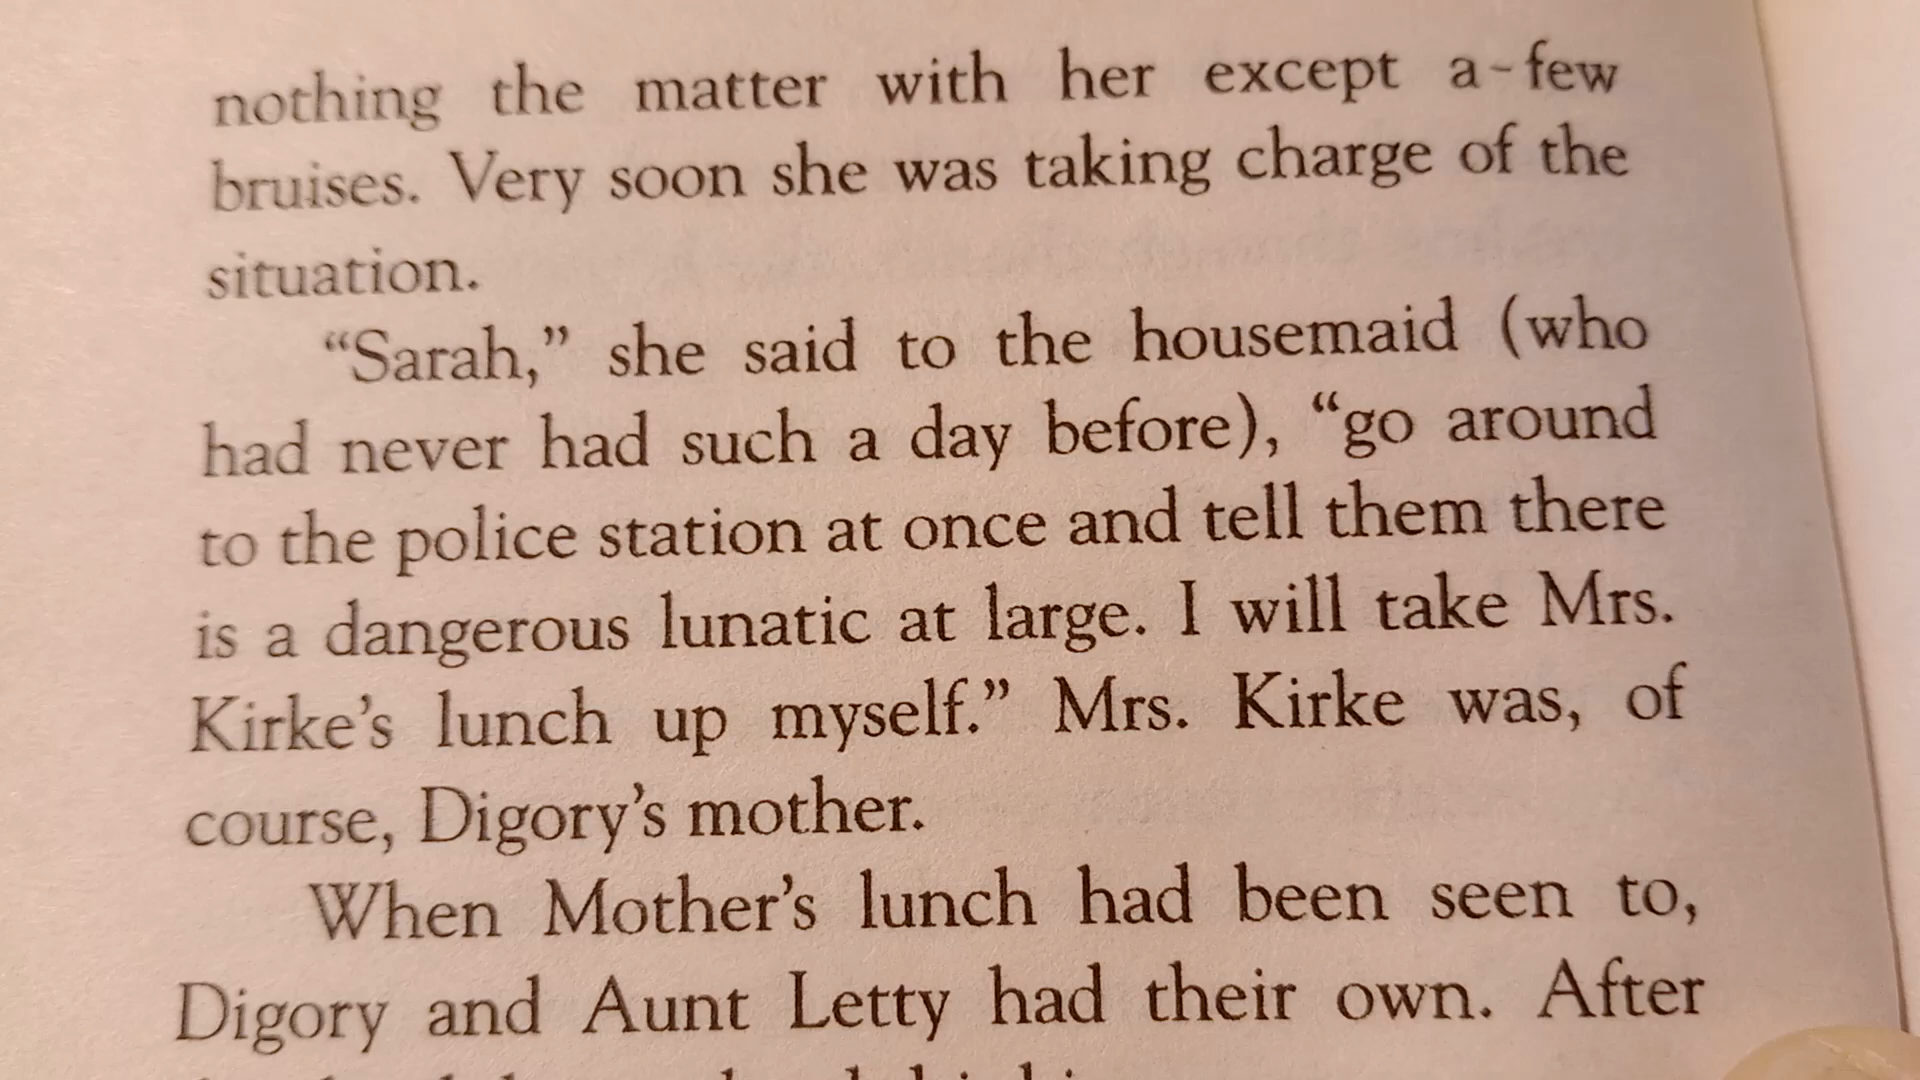 nothing the matter with her except a-few
bruises. Very soon she was taking charge of the
situation.
“Sarah,” she said to the housemaid (who
had never had such a day before), “go around
to the police station at once and tell them there
is a dangerous lunatic at large. I will take Mrs.
Kirke’s lunch up myself.” Mrs. Kirke was, of
course, Digory’s mother.
When Mother’s lunch had been seen to,
Digory and Aunt Letty had their own. After